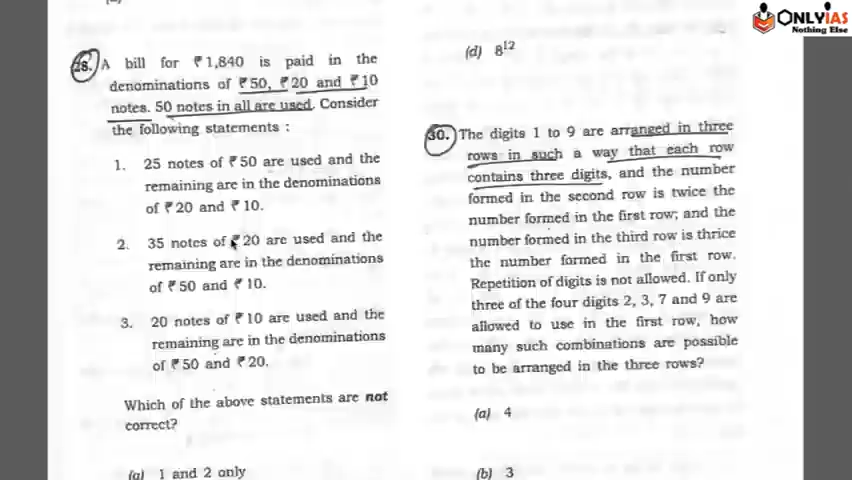 ONLYIAS
Nothing Else
28. A bill for ₹1,840 is paid in the
denominations of ₹50, ₹20 and ₹10
notes. 50 notes in all are used. Consider
the following statements :
1. 25 notes of ₹50 are used and the
remaining are in the denominations
of ₹20 and ₹10.
2. 35 notes of ₹20 are used and the
remaining are in the denominations
of ₹50 and ₹10.
3. 20 notes of ₹10 are used and the
remaining are in the denominations
of ₹50 and ₹20.
Which of the above statements are not
correct?
(a) 1 and 2 only
(d) 8¹²
30. The digits 1 to 9 are arranged in three
rows in such a way that each row
contains three digits, and the number
formed in the second row is twice the
number formed in the first row; and the
number formed in the third row is thrice
the number formed in the first row.
Repetition of digits is not allowed. If only
three of the four digits 2, 3, 7 and 9 are
allowed to use in the first row, how
many such combinations are possible
to be arranged in the three rows?
(a) 4
(b) 3